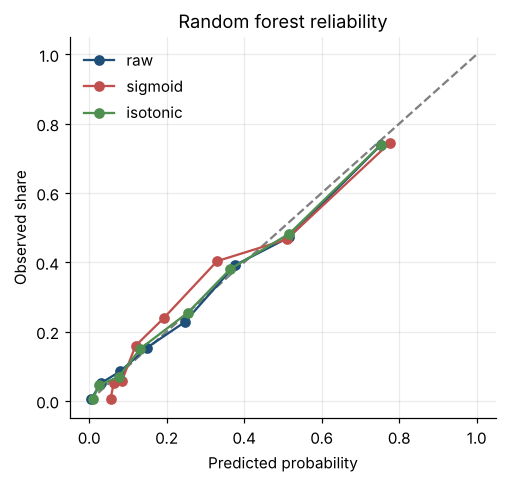 Random forest reliability
raw
sigmoid
isotonic
Observed share
1.0
0.8
0.6
0.4
0.2
0.0
0.0 0.2 0.4 0.6 0.8 1.0
Predicted probability